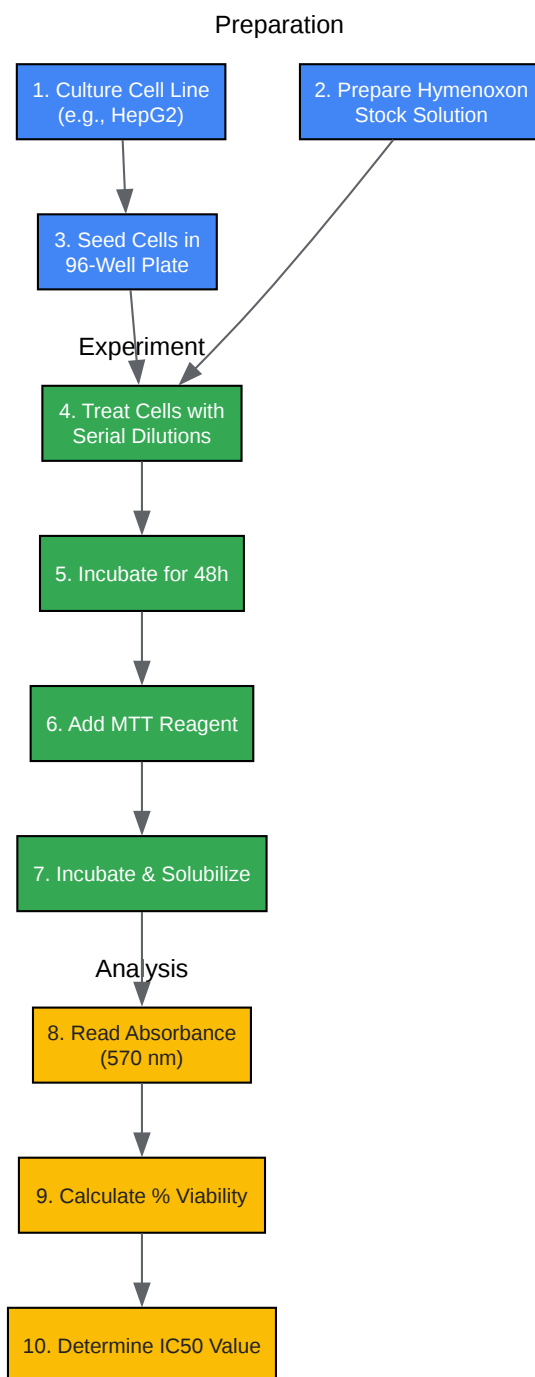 Preparation
1. Culture Cell Line
(e.g., HepG2)
2. Prepare Hymenoxon
Stock Solution
3. Seed Cells in
96-Well Plate
Experiment
4. Treat Cells with
Serial Dilutions
5. Incubate for 48h
6. Add MTT Reagent
7. Incubate & Solubilize
Analysis
8. Read Absorbance
(570 nm)
9. Calculate % Viability
10. Determine IC50 Value